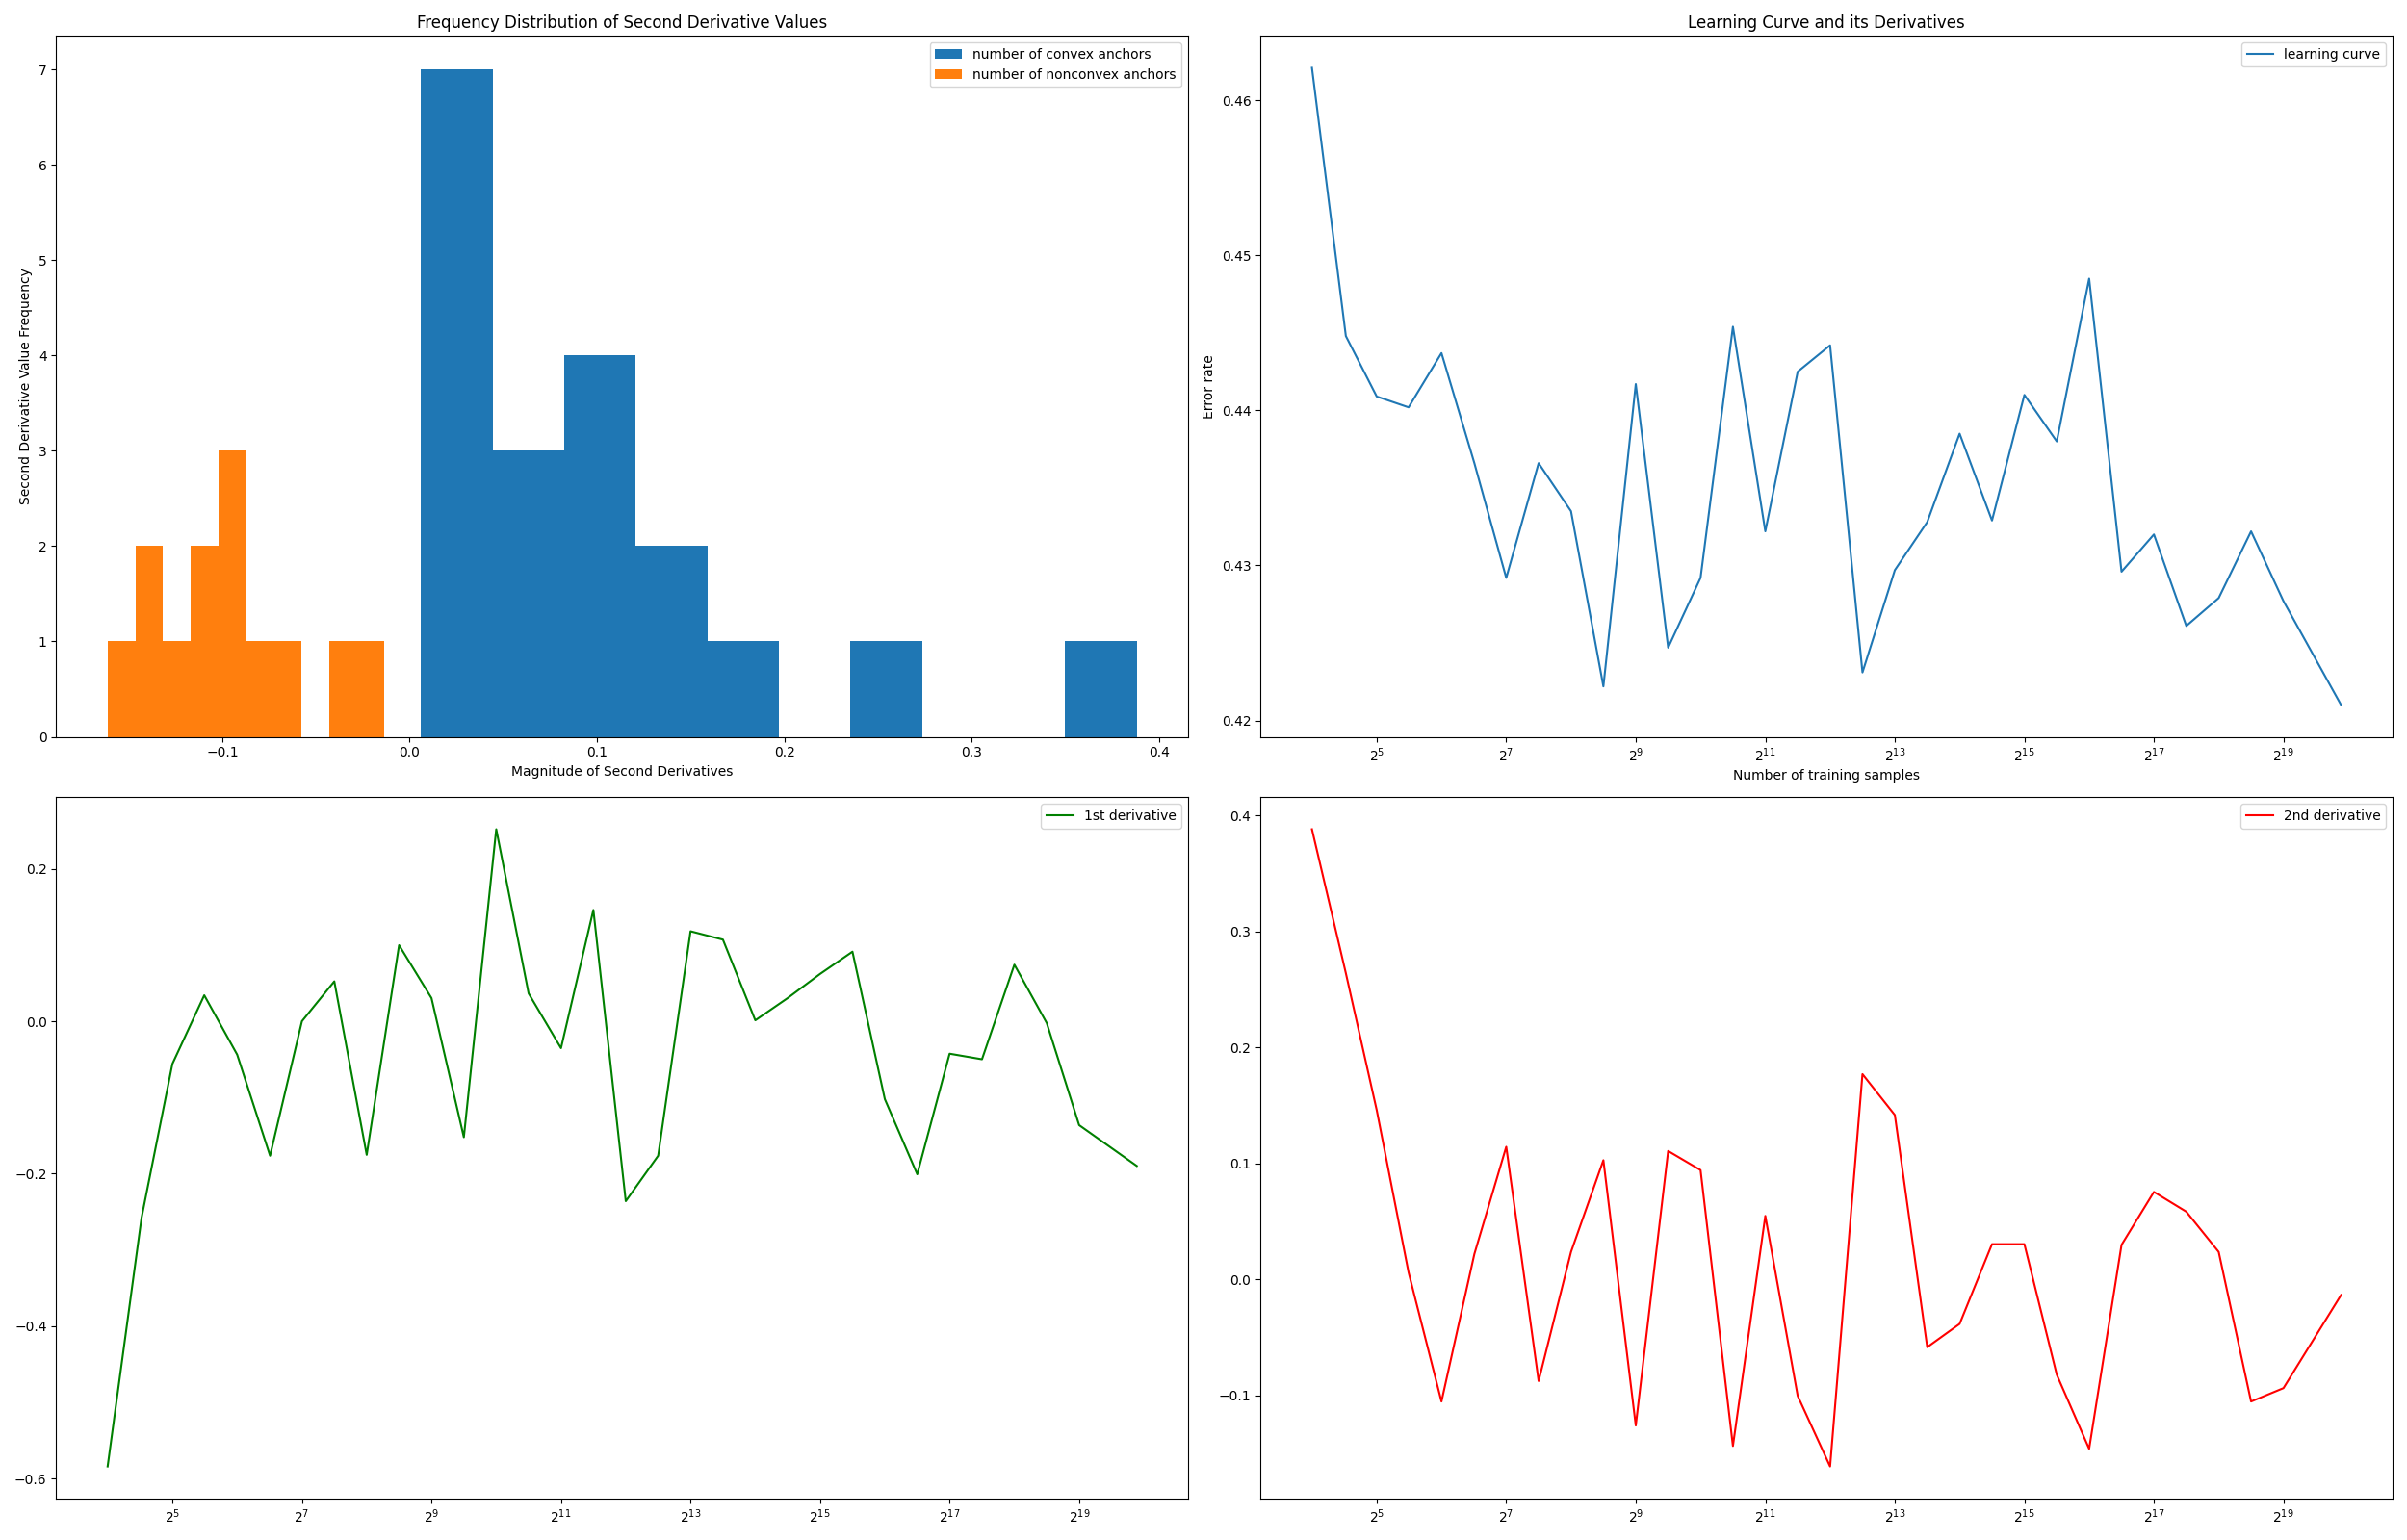 Frequency Distribution of Second Derivative Values
number of convex anchors
number of nonconvex anchors
Second Derivative Value Frequency
7
6
5
4
3
2
1
0
−0.1 0.0 0.1 0.2 0.3 0.4
Magnitude of Second Derivatives
Learning Curve and its Derivatives
learning curve
Error rate
0.46
0.45
0.44
0.43
0.42
2^5 2^7 2^9 2^11 2^13 2^15 2^17 2^19
Number of training samples
1st derivative
0.2
0.0
−0.2
−0.4
−0.6
2^5 2^7 2^9 2^11 2^13 2^15 2^17 2^19
2nd derivative
0.4
0.3
0.2
0.1
0.0
−0.1
2^5 2^7 2^9 2^11 2^13 2^15 2^17 2^19